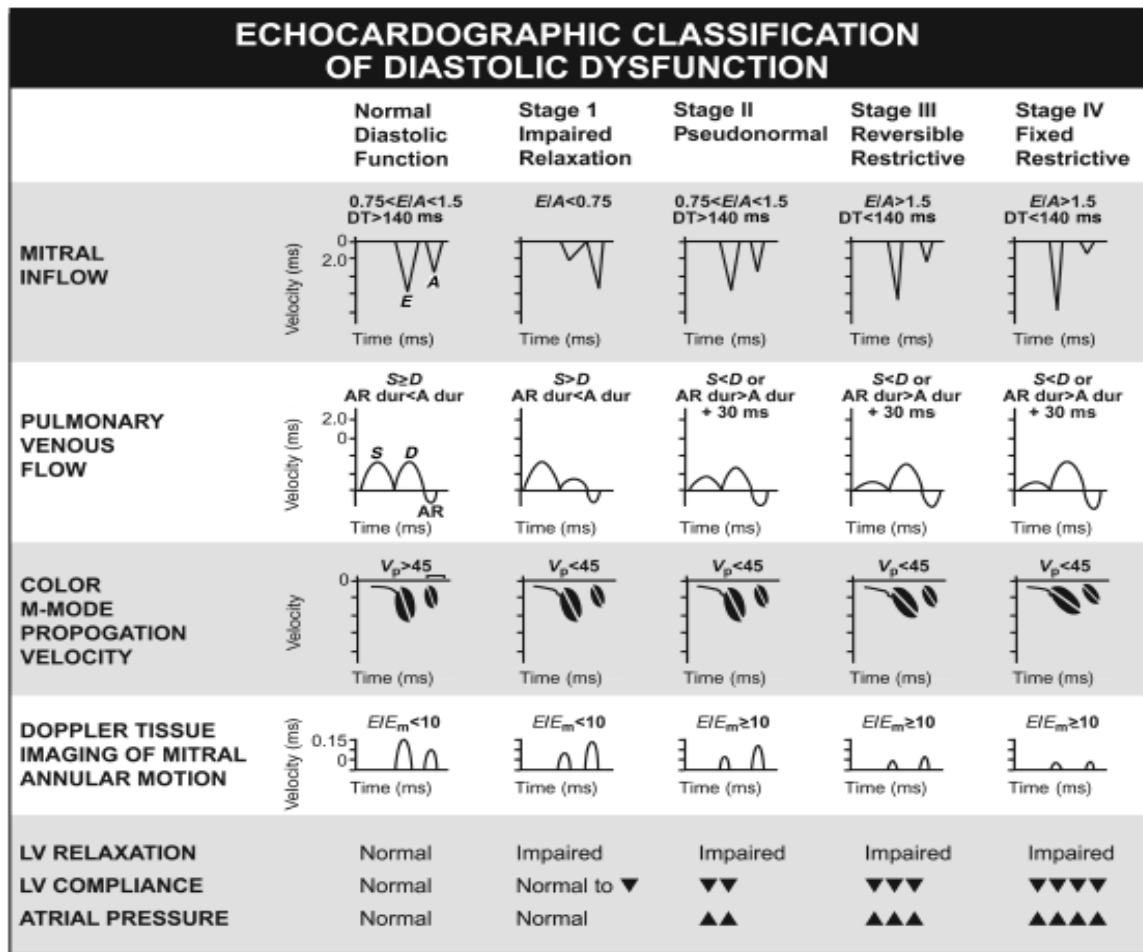 ECHOCARDIOGRAPHIC CLASSIFICATION
OF DIASTOLIC DYSFUNCTION
Normal
Diastolic
Function
Stage 1
Impaired
Relaxation
Stage II
Pseudonormal
Stage III
Reversible
Restrictive
Stage IV
Fixed
Restrictive
MITRAL
INFLOW
Velocity (ms)
0
2.0
0.75<E/A<1.5
DT>140 ms
E
A
Time (ms)
E/A<0.75
Time (ms)
0.75<E/A<1.5
DT>140 ms
Time (ms)
E/A>1.5
DT<140 ms
Time (ms)
E/A>1.5
DT<140 ms
Time (ms)
PULMONARY
VENOUS
FLOW
Velocity (ms)
2.0
0
S≥D
AR dur<A dur
S
D
AR
Time (ms)
S>D
AR dur<A dur
Time (ms)
S<D or
AR dur>A dur
+ 30 ms
Time (ms)
S<D or
AR dur>A dur
+ 30 ms
Time (ms)
S<D or
AR dur>A dur
+ 30 ms
Time (ms)
COLOR
M-MODE
PROPOGATION
VELOCITY
Velocity
0
Vp>45
Time (ms)
Vp<45
Time (ms)
Vp<45
Time (ms)
Vp<45
Time (ms)
Vp<45
Time (ms)
DOPPLER TISSUE
IMAGING OF MITRAL
ANNULAR MOTION
Velocity (ms)
0.15
0
E/Em<10
Time (ms)
E/Em<10
Time (ms)
E/Em≥10
Time (ms)
E/Em≥10
Time (ms)
E/Em≥10
Time (ms)
LV RELAXATION Normal Impaired Impaired Impaired Impaired
LV COMPLIANCE Normal Normal to ▼ ▼▼ ▼▼▼ ▼▼▼▼
ATRIAL PRESSURE Normal Normal ▲▲ ▲▲▲ ▲▲▲▲